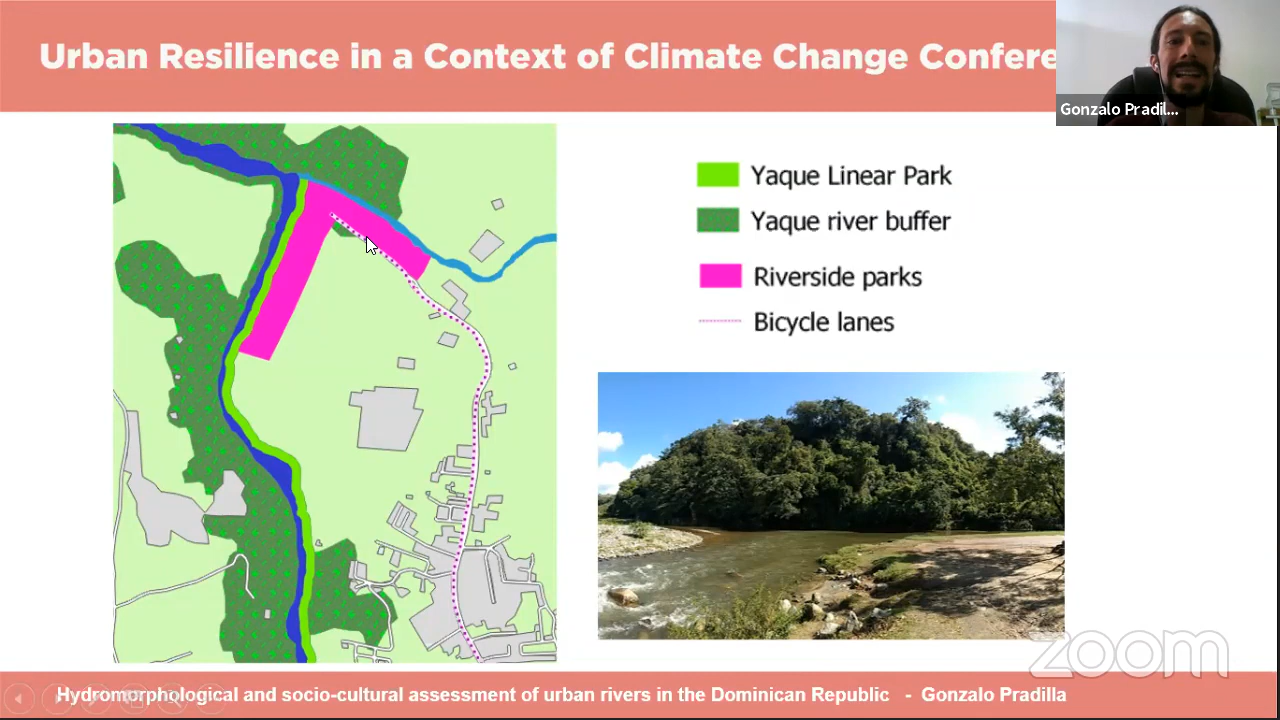 Urban Resilience in a Context of Climate Change Confere
Gonzalo Pradil...
Yaque Linear Park
Yaque river buffer
Riverside parks
Bicycle lanes
zoom
Hydromorphological and socio-cultural assessment of urban rivers in the Dominican Republic - Gonzalo Pradilla